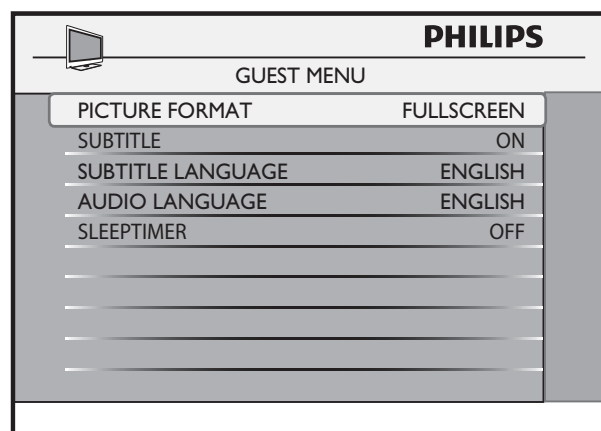 PHILIPS
GUEST MENU
PICTURE FORMAT FULLSCREEN
SUBTITLE ON
SUBTITLE LANGUAGE ENGLISH
AUDIO LANGUAGE ENGLISH
SLEEPTIMER OFF